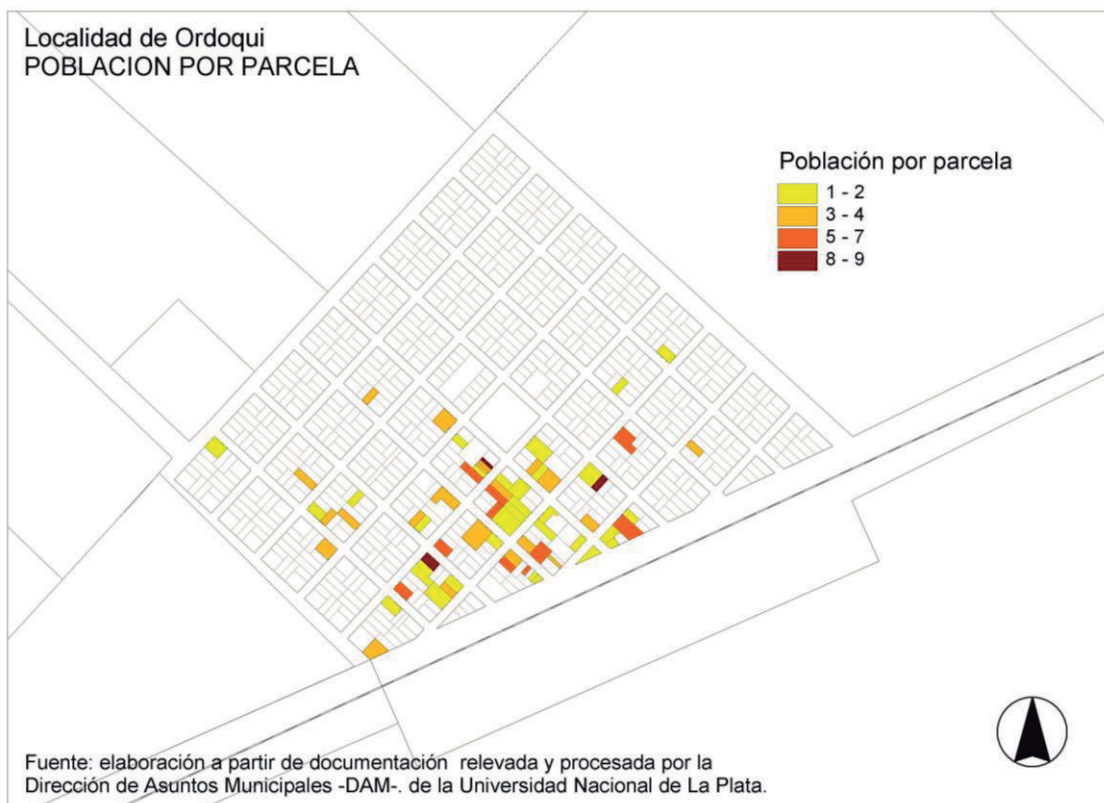 Localidad de Ordoqui
POBLACION POR PARCELA
Población por parcela
1 - 2
3 - 4
5 - 7
8 - 9
Fuente: elaboración a partir de documentación relevada y procesada por la
Dirección de Asuntos Municipales -DAM-. de la Universidad Nacional de La Plata.